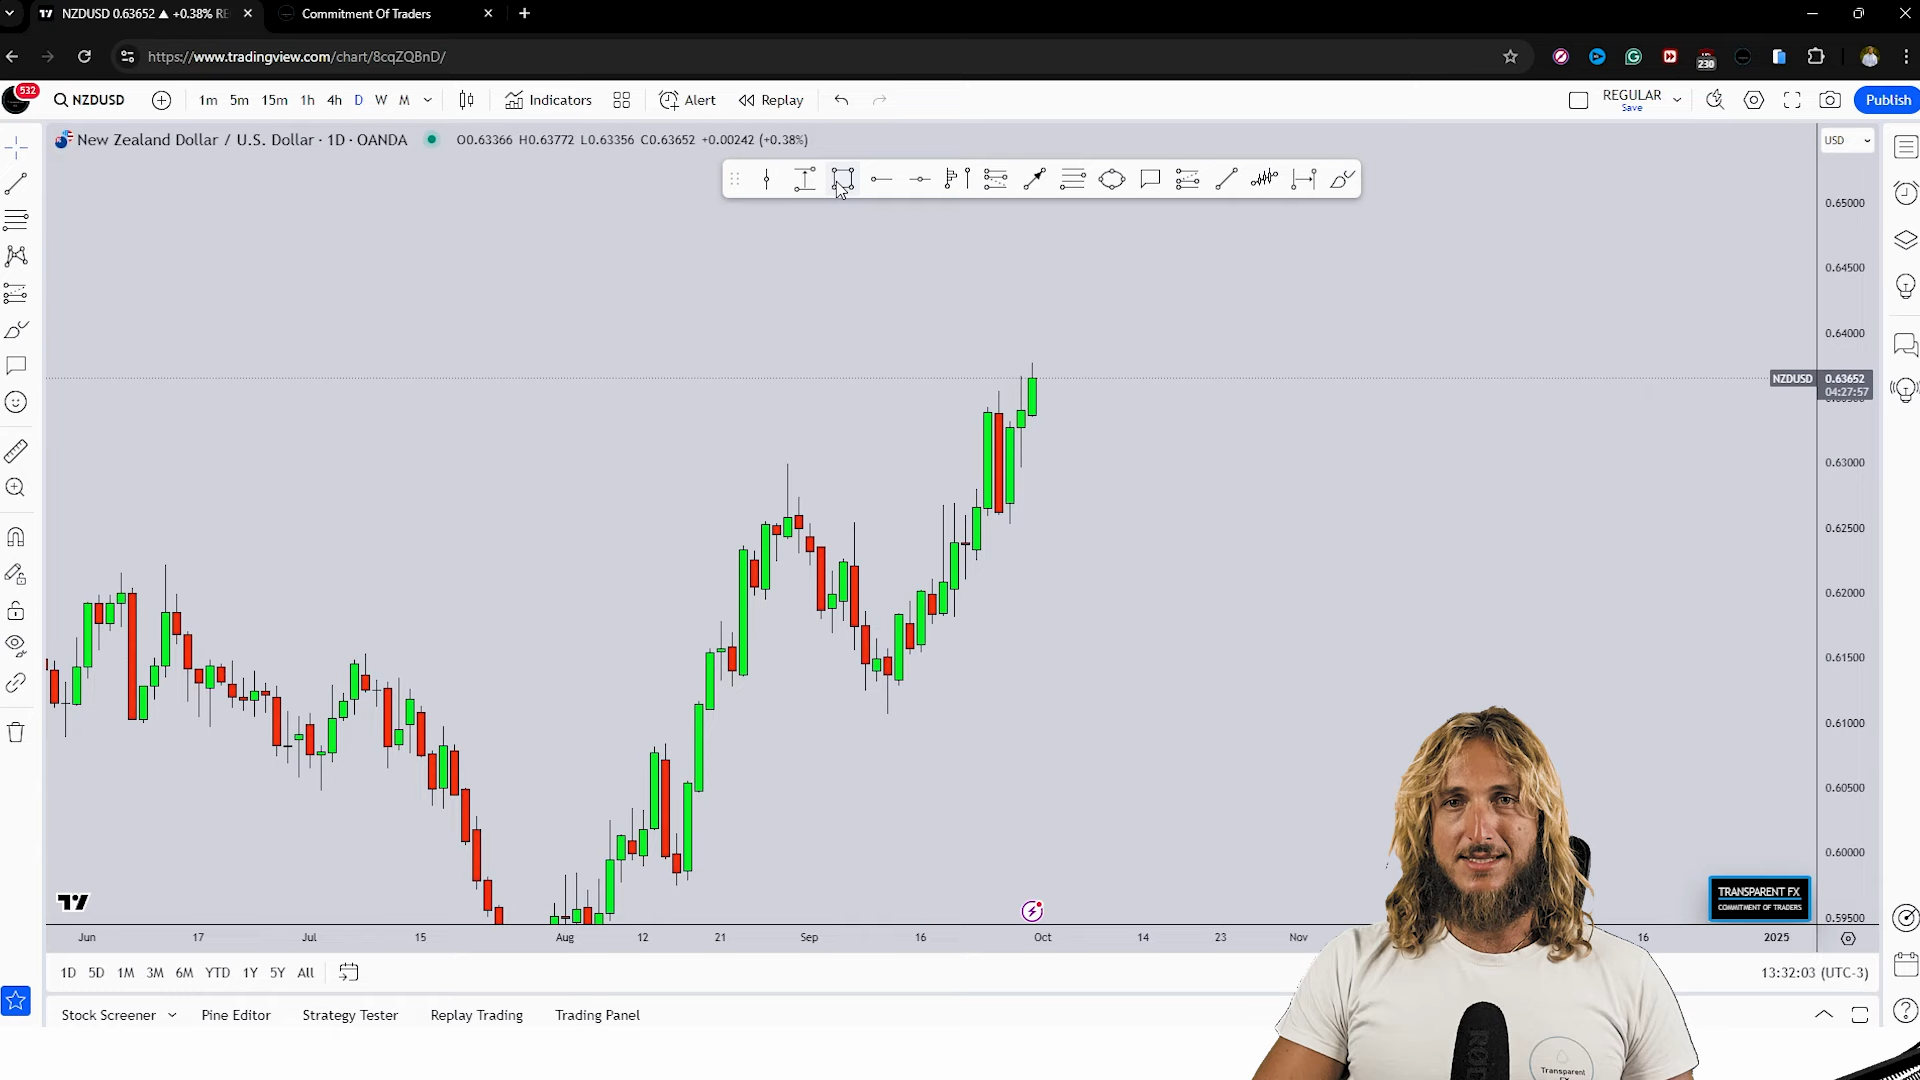 NZDUSD 0.63652 ▲ +0.38% RE
Commitment Of Traders
https://www.tradingview.com/chart/8cqZQBnD/
230
532
NZDUSD
1m 5m 15m 1h 4h D W M
Indicators
Alert
Replay
REGULAR
Save
Publish
New Zealand Dollar / U.S. Dollar · 1D · OANDA
O0.63366 H0.63772 L0.63356 C0.63652 +0.00242 (+0.38%)
USD
0.65000
0.64500
0.64000
NZDUSD 0.63652
04:27:57
0.63000
0.62500
0.62000
0.61500
0.61000
0.60500
0.60000
0.59500
TRANSPARENT FX
COMMITMENT OF TRADERS
Jun 17 Jul 15 Aug 12 21 Sep 16 Oct 14 23 Nov 16 2025
1D 5D 1M 3M 6M YTD 1Y 5Y All
13:32:03 (UTC-3)
Stock Screener Pine Editor Strategy Tester Replay Trading Trading Panel
Transparent